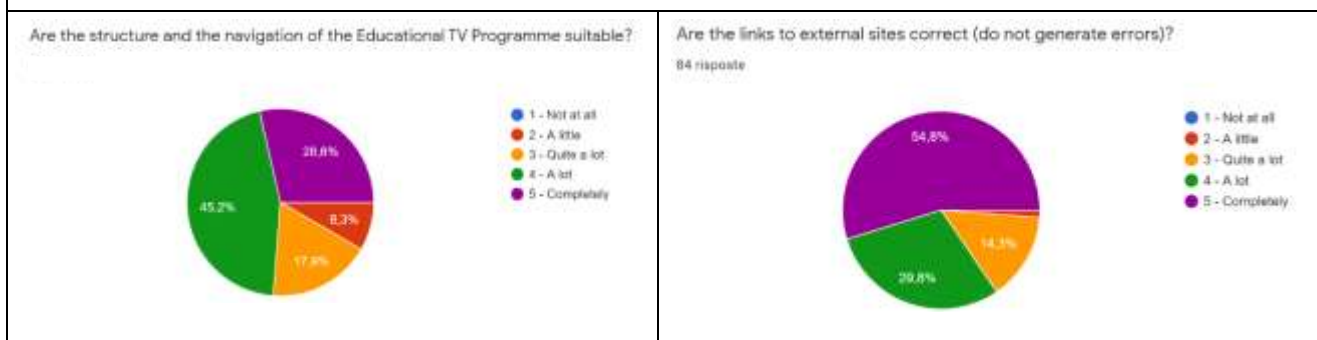 Are the structure and the navigation of the Educational TV Programme suitable?
1 - Not at all
2 - A little
3 - Quite a lot
4 - A lot
5 - Completely
28,6%
45,2%
8,3%
17,9%
Are the links to external sites correct (do not generate errors)?
84 risposte
1 - Not at all
2 - A little
3 - Quite a lot
4 - A lot
5 - Completely
54,8%
14,3%
29,8%